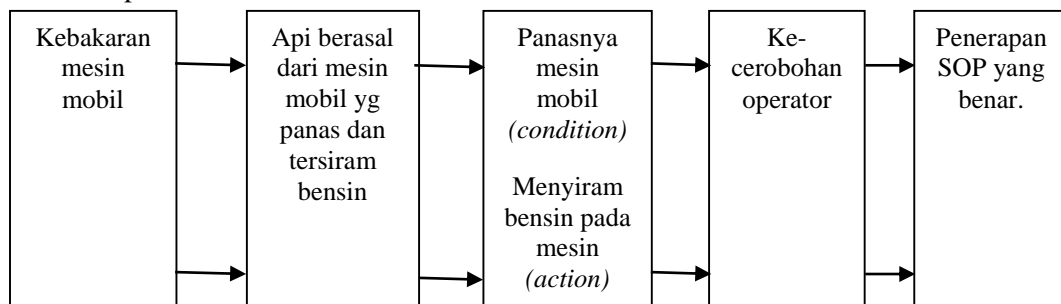 Kebakaran
mesin
mobil
Api berasal
dari mesin
mobil yg
panas dan
tersiram
bensin
Panasnya
mesin
mobil
(condition)
Menyiram
bensin pada
mesin
(action)
Ke-
cerobohan
operator
Penerapan
SOP yang
benar.